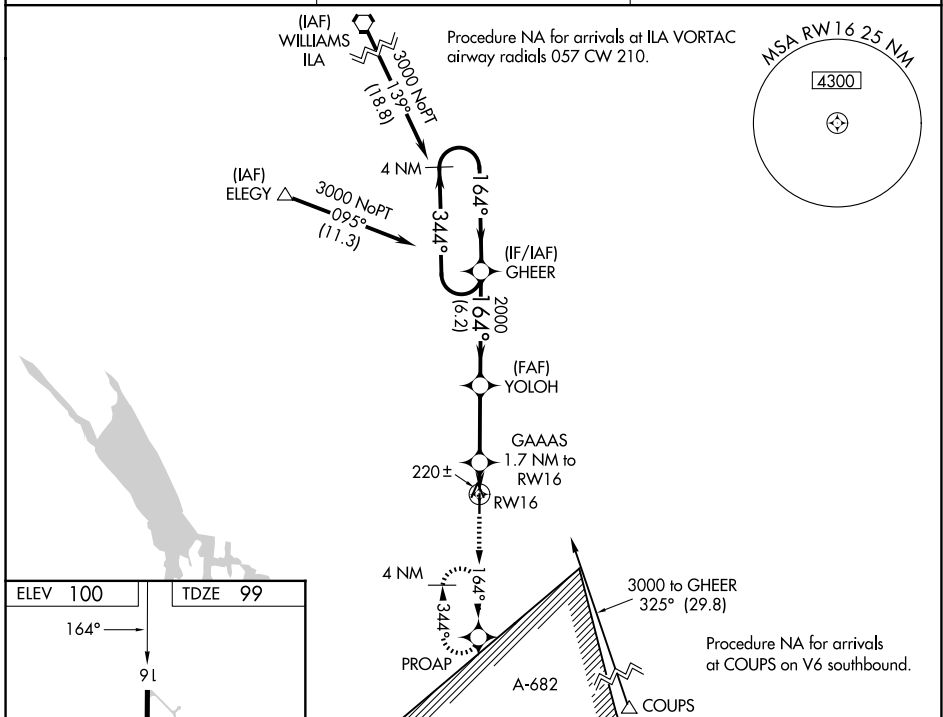 (IAF)
WILLIAMS
ILA
Procedure NA for arrivals at ILA VORTAC
airway radials 057 CW 210.
MSA RW16 25 NM
4300
3000 NoPT
139°
(18.8)
4 NM
(IAF)
ELEGY
3000 NoPT
095°
(11.3)
164°
344°
(IF/IAF)
GHEER
2000
164°
(6.2)
(FAF)
YOLOH
GAAAS
1.7 NM to
RW16
220±
RW16
4 NM
164°
344°
PROAP
3000 to GHEER
325° (29.8)
A-682
Procedure NA for arrivals
at COUPS on V6 southbound.
COUPS
ELEV 100
TDZE 99
164°
16